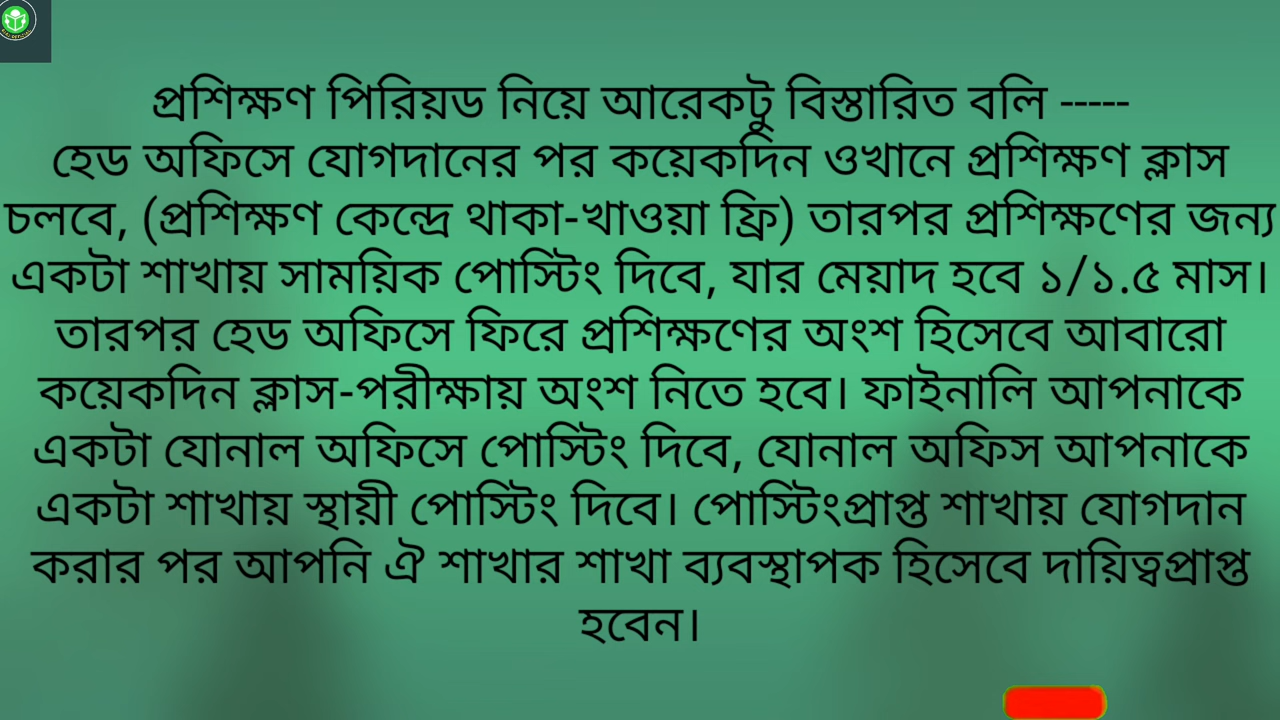 প্রশিক্ষণ পিরিয়ড নিয়ে আরেকটু বিস্তারিত বলি -----
হেড অফিসে যোগদানের পর কয়েকদিন ওখানে প্রশিক্ষণ ক্লাস
চলবে, (প্রশিক্ষণ কেন্দ্রে থাকা-খাওয়া ফ্রি) তারপর প্রশিক্ষণের জন্য
একটা শাখায় সাময়িক পোস্টিং দিবে, যার মেয়াদ হবে ১/১.৫ মাস।
তারপর হেড অফিসে ফিরে প্রশিক্ষণের অংশ হিসেবে আবারো
কয়েকদিন ক্লাস-পরীক্ষায় অংশ নিতে হবে। ফাইনালি আপনাকে
একটা যোনাল অফিসে পোস্টিং দিবে, যোনাল অফিস আপনাকে
একটা শাখায় স্থায়ী পোস্টিং দিবে। পোস্টিংপ্রাপ্ত শাখায় যোগদান
করার পর আপনি ঐ শাখার শাখা ব্যবস্থাপক হিসেবে দায়িত্বপ্রাপ্ত
হবেন।